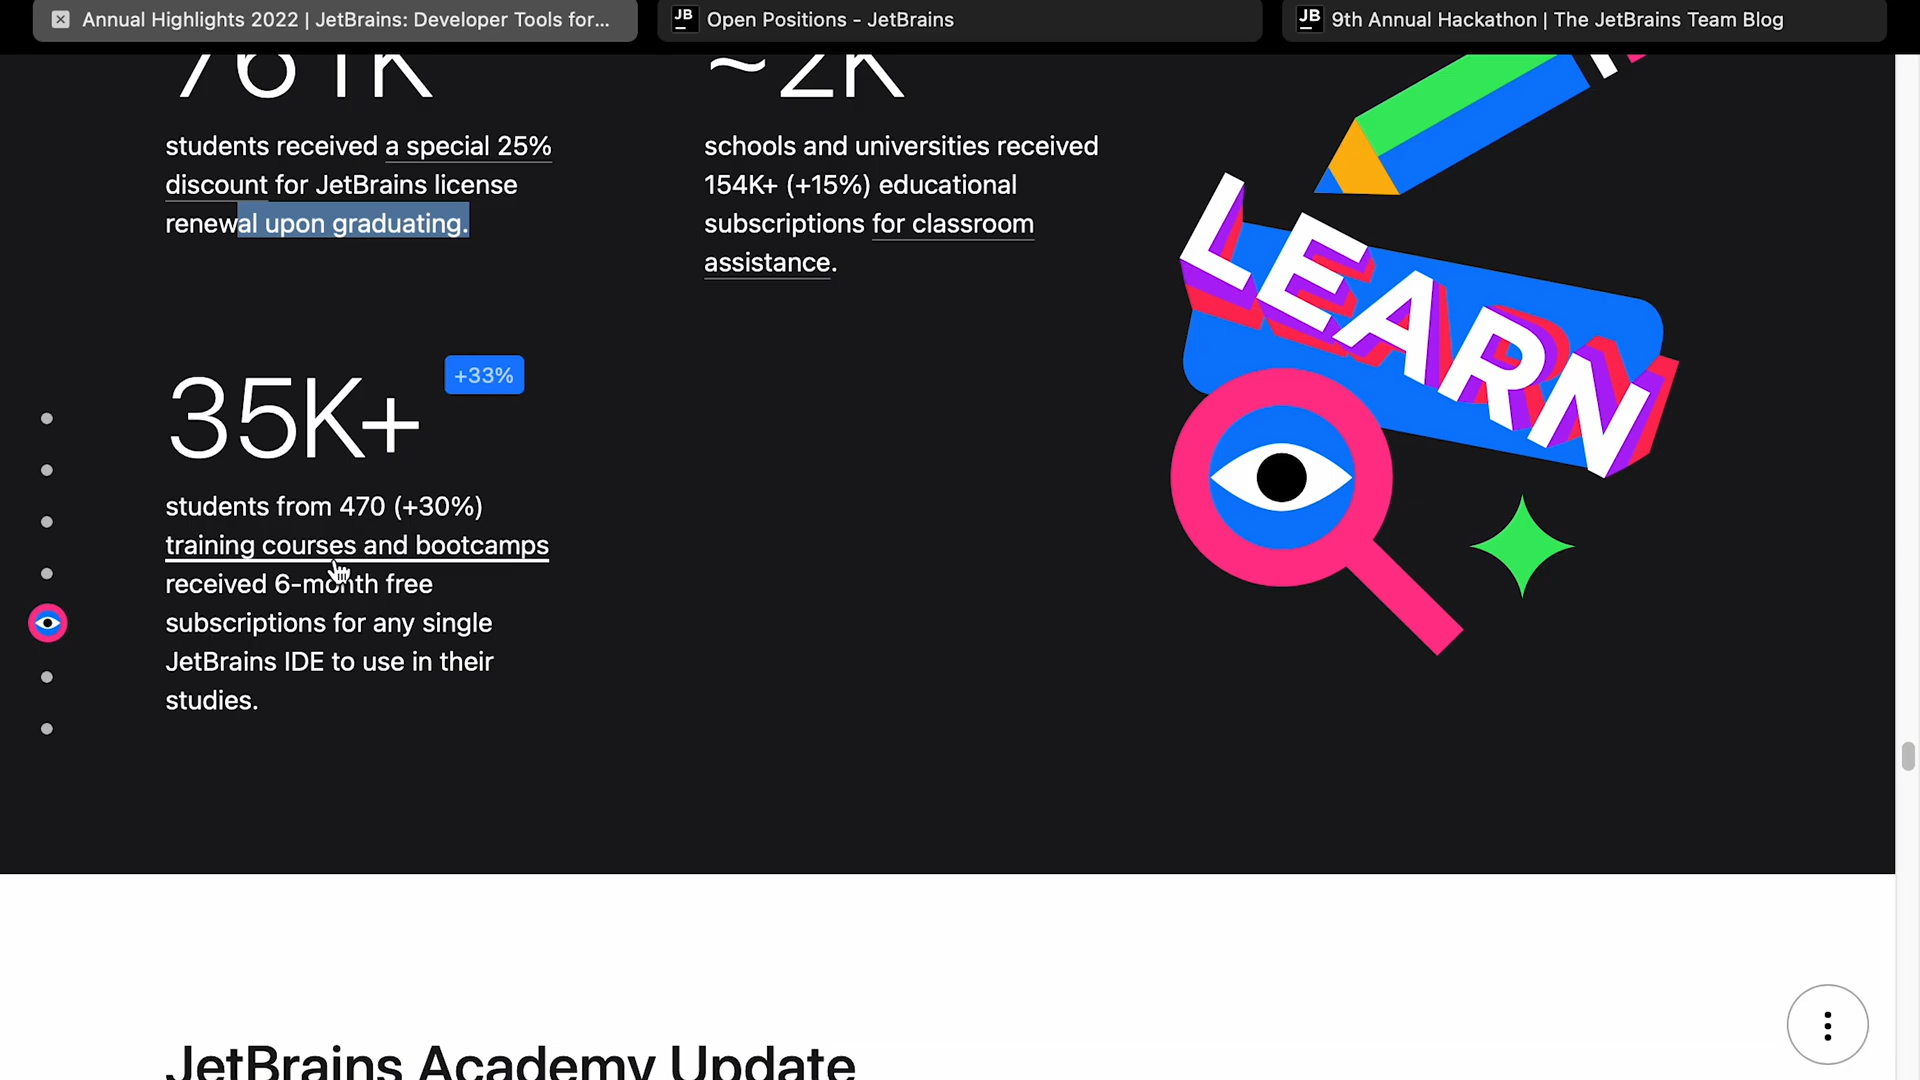 Annual Highlights 2022 | JetBrains: Developer Tools for...
JB Open Positions - JetBrains
JB 9th Annual Hackathon | The JetBrains Team Blog
761K
students received a special 25%
discount for JetBrains license
renewal upon graduating.
~2K
schools and universities received
154K+ (+15%) educational
subscriptions for classroom
assistance.
LEARN
35K+
+33%
students from 470 (+30%)
training courses and bootcamps
received 6-month free
subscriptions for any single
JetBrains IDE to use in their
studies.
JetBrains Academy Update